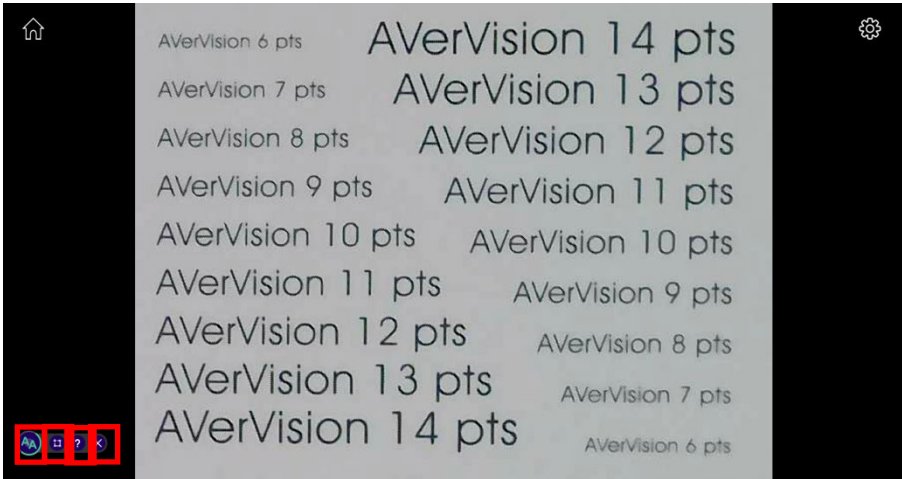 AVerVision 6 pts
AVerVision 7 pts
AVerVision 8 pts
AVerVision 9 pts
AVerVision 10 pts
AVerVision 11 pts
AVerVision 12 pts
AVerVision 13 pts
AVerVision 14 pts
AVerVision 14 pts
AVerVision 13 pts
AVerVision 12 pts
AVerVision 11 pts
AVerVision 10 pts
AVerVision 9 pts
AVerVision 8 pts
AVerVision 7 pts
AVerVision 6 pts
AA
?